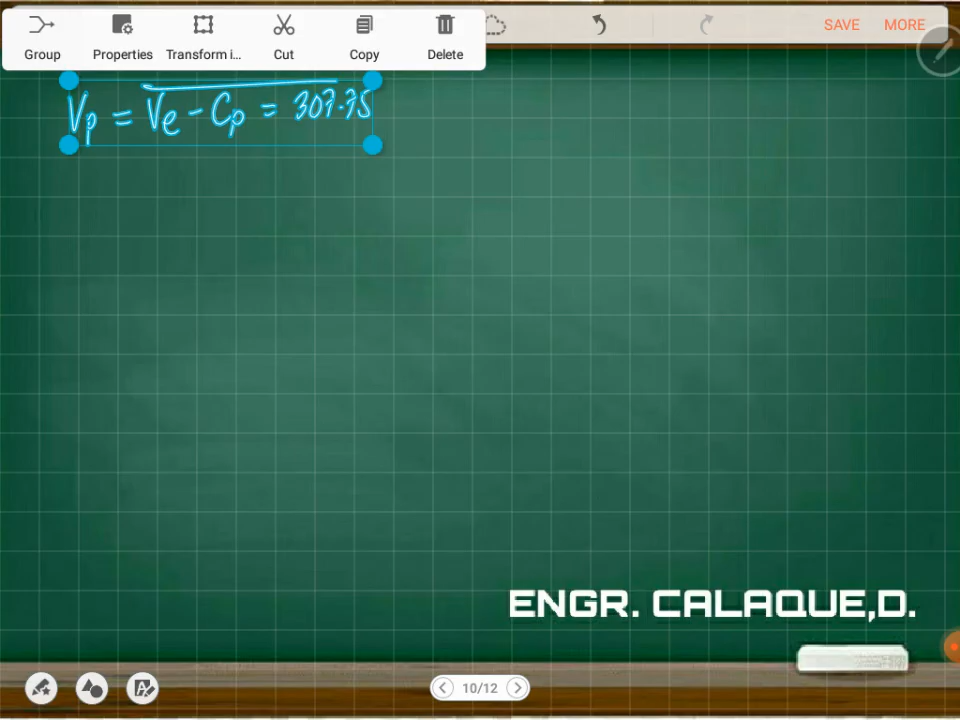 Group Properties Transform i... Cut Copy Delete SAVE MORE
Vp = Ve - Cp = 307.75
ENGR. CALAQUE,D.
10/12